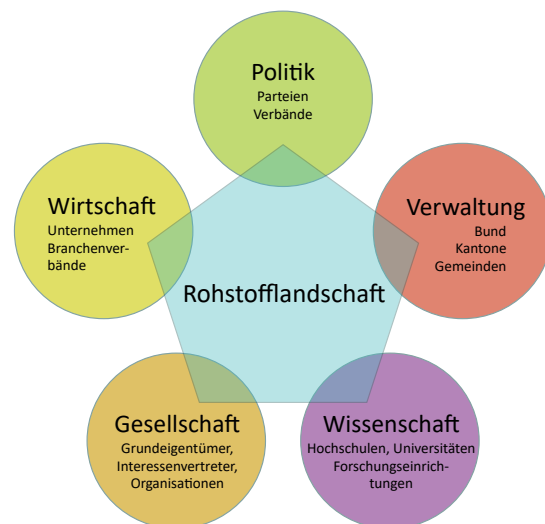 Politik
Parteien
Verbände
Wirtschaft
Unternehmen
Branchenver-
bände
Verwaltung
Bund
Kantone
Gemeinden
Rohstofflandschaft
Gesellschaft
Grundeigentümer,
Interessenvertreter,
Organisationen
Wissenschaft
Hochschulen, Universitäten
Forschungseinrich-
tungen